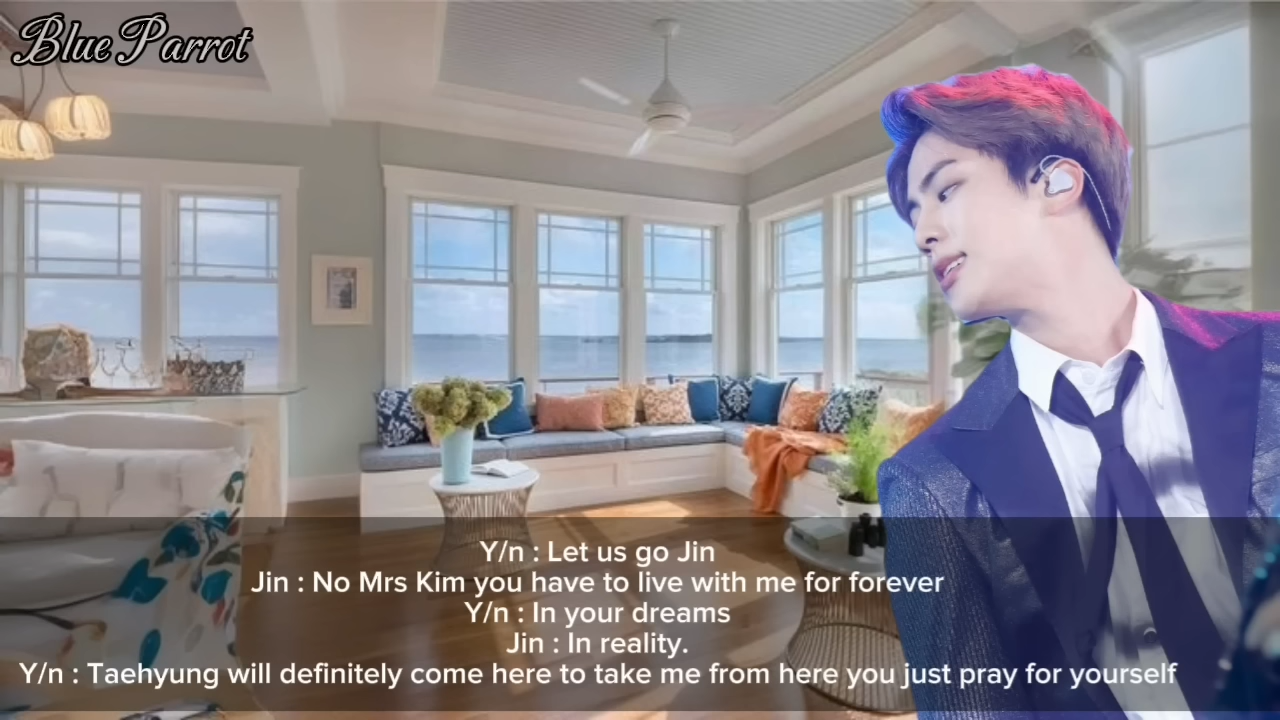 Blue Parrot
Y/n : Let us go Jin
Jin : No Mrs Kim you have to live with me for forever
Y/n : In your dreams
Jin : In reality.
Y/n : Taehyung will definitely come here to take me from here you just pray for yourself